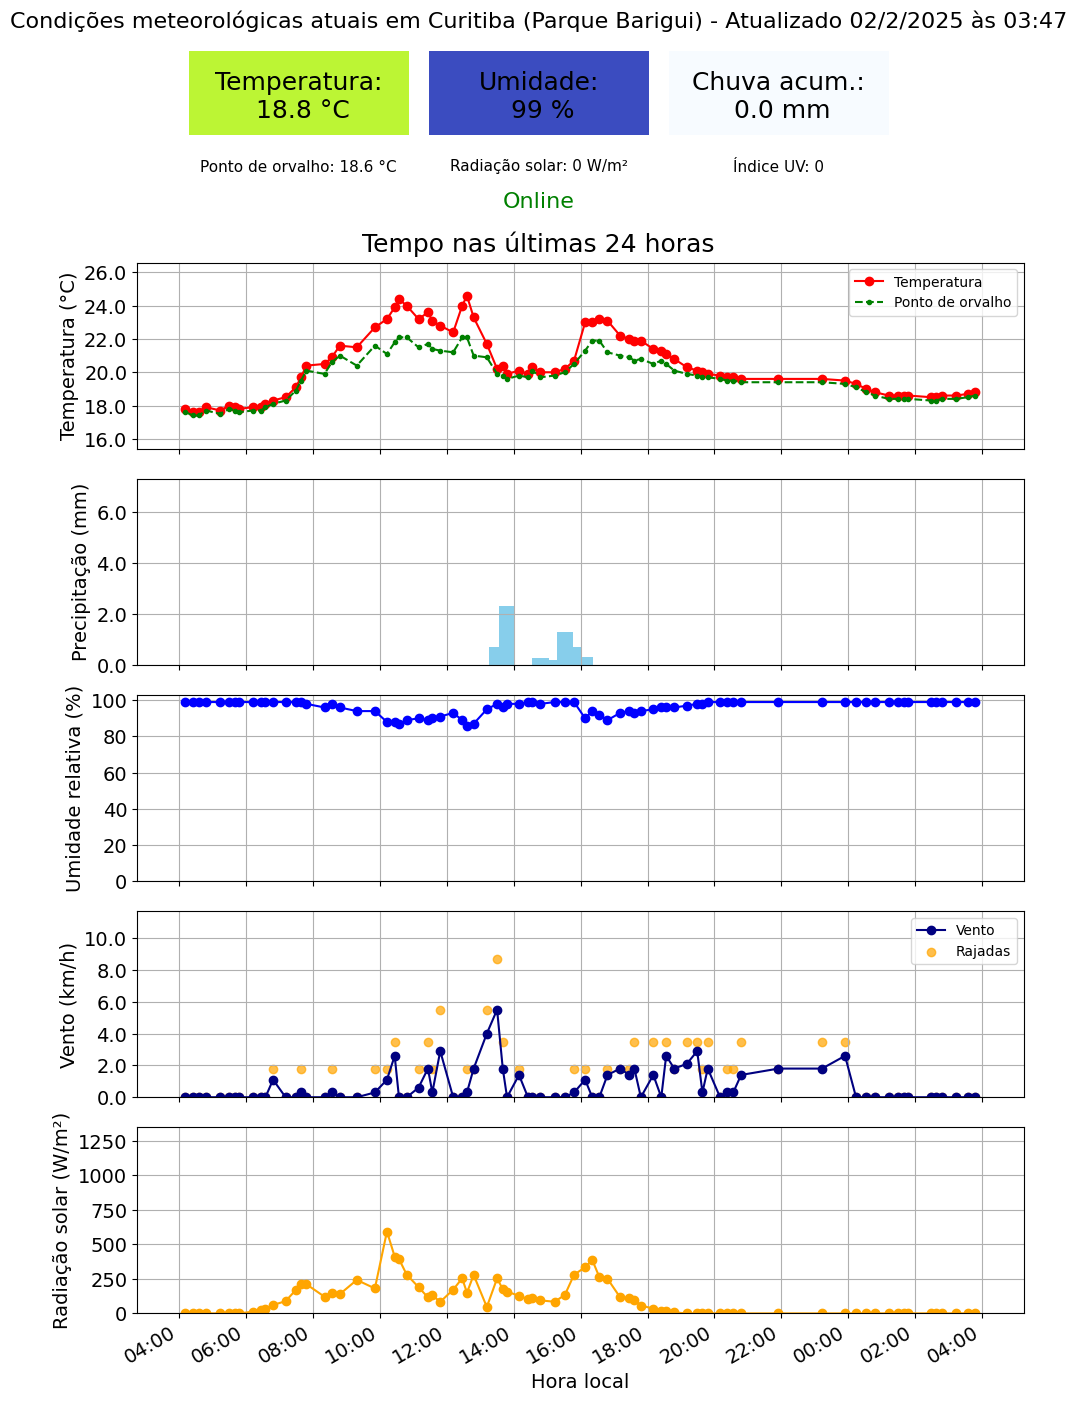 Condições meteorológicas atuais em Curitiba (Parque Barigui) - Atualizado 02/2/2025 às 03:47
Temperatura:
18.8 °C
Umidade:
99 %
Chuva acum.:
0.0 mm
Ponto de orvalho: 18.6 °C
Radiação solar: 0 W/m²
Índice UV: 0
Online
Tempo nas últimas 24 horas
Temperatura (°C)
26.0
24.0
22.0
20.0
18.0
16.0
Temperatura
Ponto de orvalho
Precipitação (mm)
6.0
4.0
2.0
0.0
Umidade relativa (%)
100
80
60
40
20
0
Vento (km/h)
10.0
8.0
6.0
4.0
2.0
0.0
Vento
Rajadas
Radiação solar (W/m²)
1250
1000
750
500
250
0
04:00
06:00
08:00
10:00
12:00
14:00
16:00
18:00
20:00
22:00
00:00
02:00
04:00
Hora local